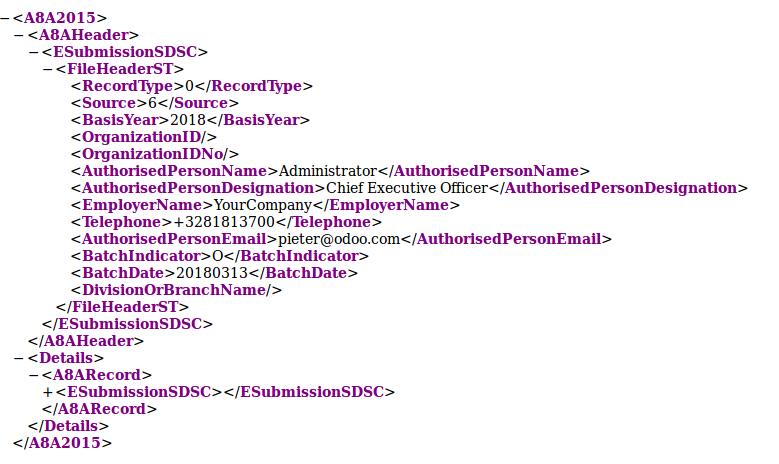 −<A8A2015>
−<A8AHeader>
−<ESubmissionSDSC>
−<FileHeaderST>
<RecordType>0</RecordType>
<Source>6</Source>
<BasisYear>2018</BasisYear>
<OrganizationID/>
<OrganizationIDNo/>
<AuthorisedPersonName>Administrator</AuthorisedPersonName>
<AuthorisedPersonDesignation>Chief Executive Officer</AuthorisedPersonDesignation>
<EmployerName>YourCompany</EmployerName>
<Telephone>+3281813700</Telephone>
<AuthorisedPersonEmail>pieter@odoo.com</AuthorisedPersonEmail>
<BatchIndicator>O</BatchIndicator>
<BatchDate>20180313</BatchDate>
<DivisionOrBranchName/>
</FileHeaderST>
</ESubmissionSDSC>
</A8AHeader>
−<Details>
−<A8ARecord>
+<ESubmissionSDSC></ESubmissionSDSC>
</A8ARecord>
</Details>
</A8A2015>